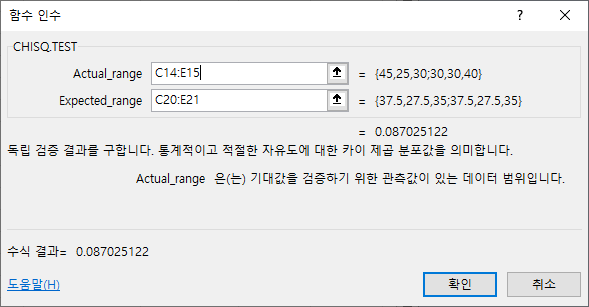 함수 인수 ? ×
CHISQ.TEST
Actual_range C14:E15 = {45,25,30;30,30,40}
Expected_range C20:E21 = {37.5,27.5,35;37.5,27.5,35}
= 0.087025122
독립 검증 결과를 구합니다. 통계적이고 적절한 자유도에 대한 카이 제곱 분포값을 의미합니다.
Actual_range 은(는) 기대값을 검증하기 위한 관측값이 있는 데이터 범위입니다.
수식 결과= 0.087025122
도움말(H) 확인 취소